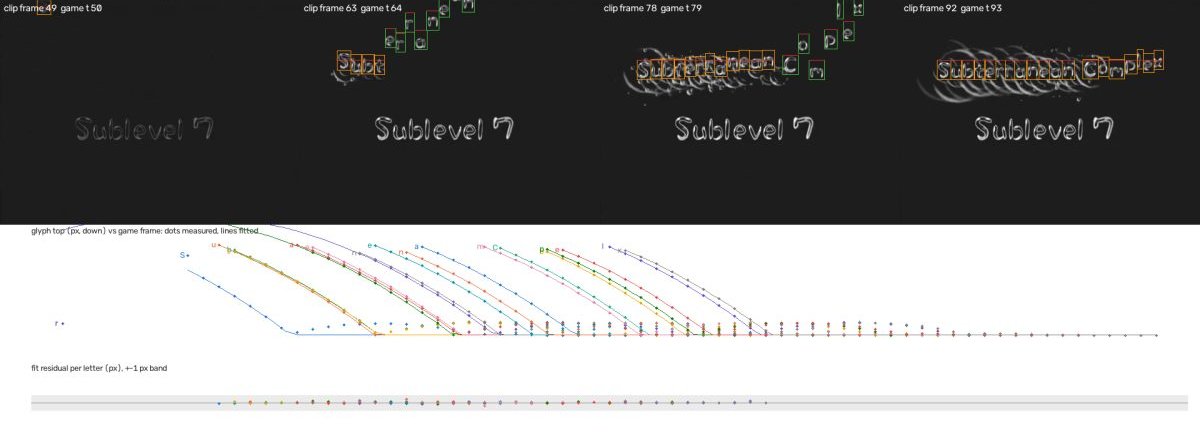 clip frame 49 game t 50
clip frame 63 game t 64
clip frame 78 game t 79
clip frame 92 game t 93
Subt
Subterranean C
Subterranean Complex
Sublevel 7
Sublevel 7
Sublevel 7
Sublevel 7
glyph top (px, down) vs game frame: dots measured, lines fitted
fit residual per letter (px), +-1 px band